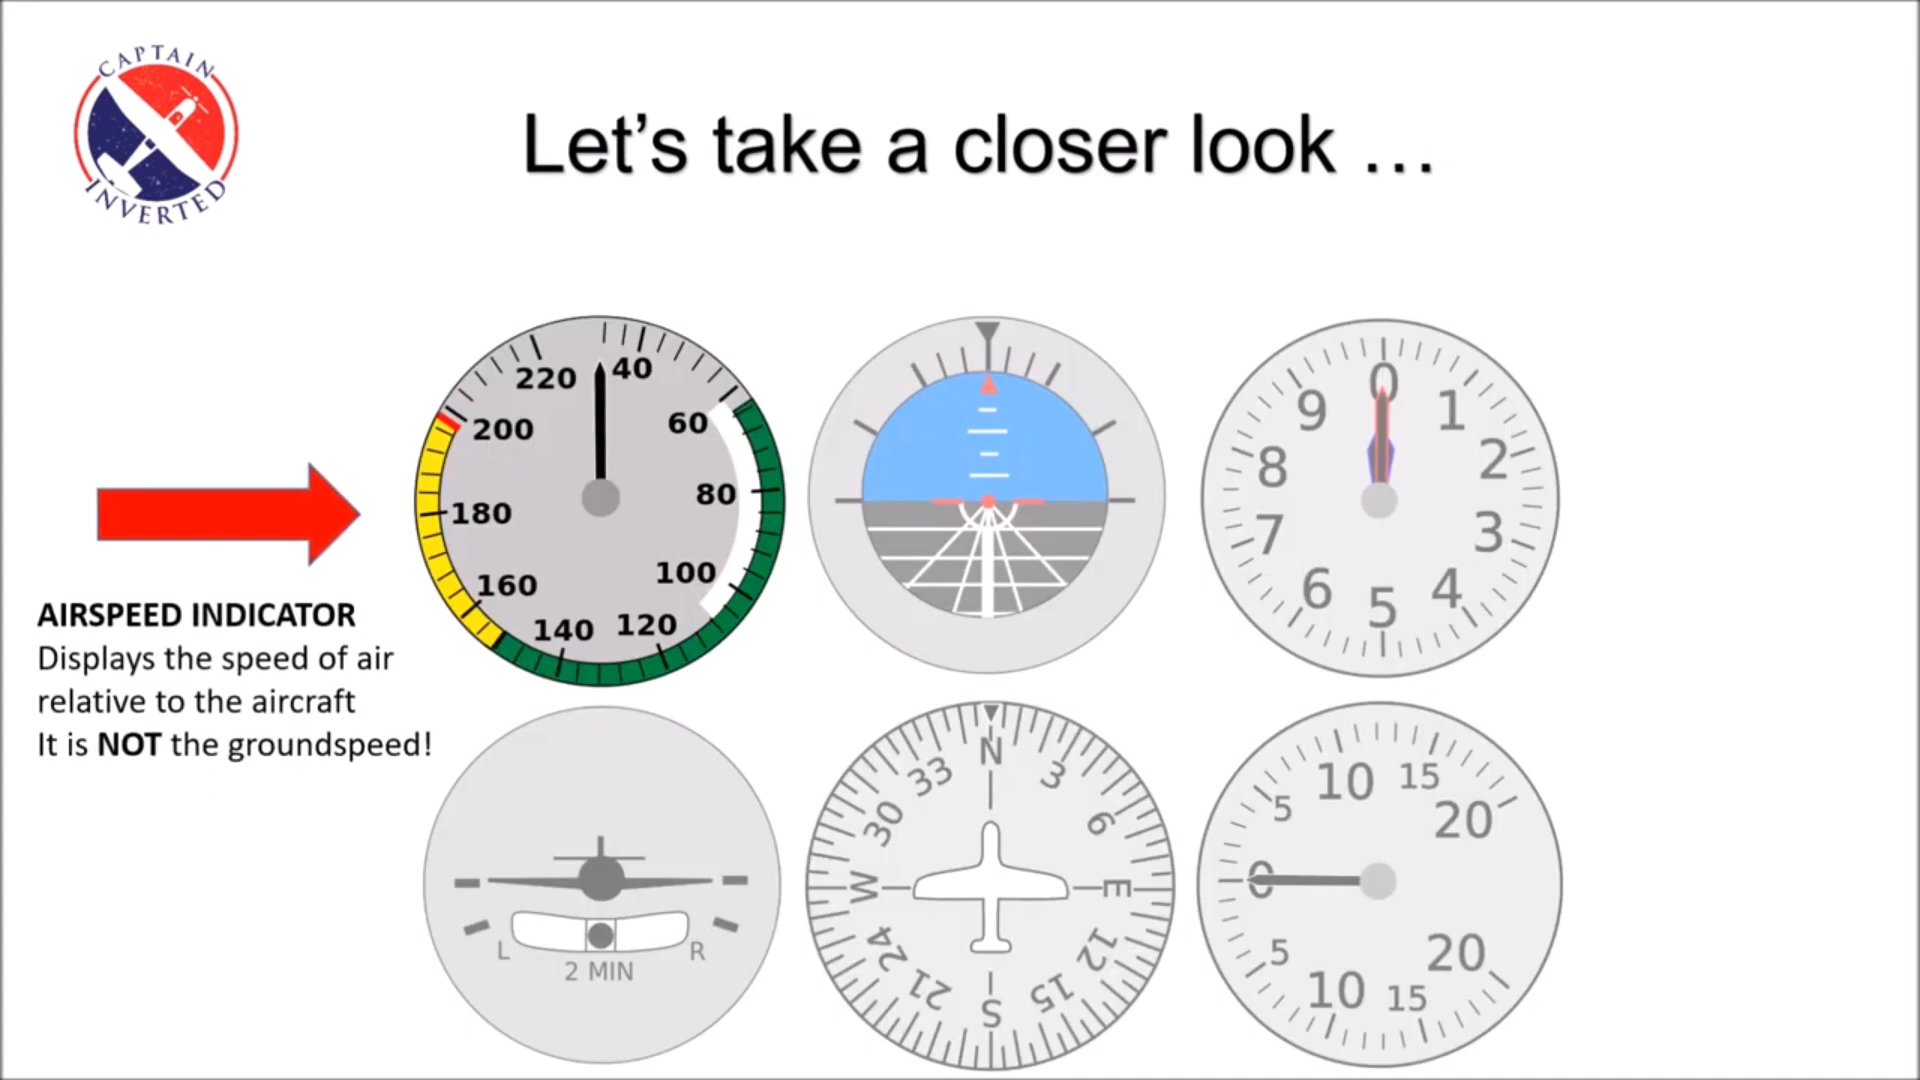 CAPTAIN
INVERTED
Let’s take a closer look …
AIRSPEED INDICATOR
Displays the speed of air
relative to the aircraft
It is NOT the groundspeed!
220 40
200 60
180 80
160 100
140 120
0
9 1
8 2
7 3
6 4
5
L R
2 MIN
N
33 3
30 6
W E
24 12
21 15
S
10 15
5 20
0
5 20
10 15